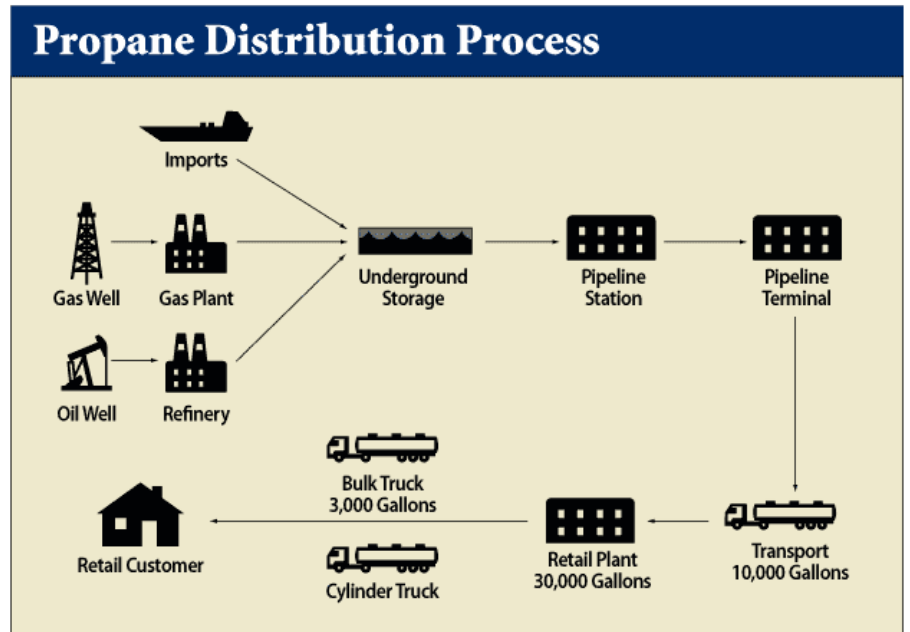 Propane Distribution Process
Imports
Gas Well
Gas Plant
Underground
Storage
Pipeline
Station
Pipeline
Terminal
Oil Well
Refinery
Bulk Truck
3,000 Gallons
Retail Customer
Cylinder Truck
Retail Plant
30,000 Gallons
Transport
10,000 Gallons